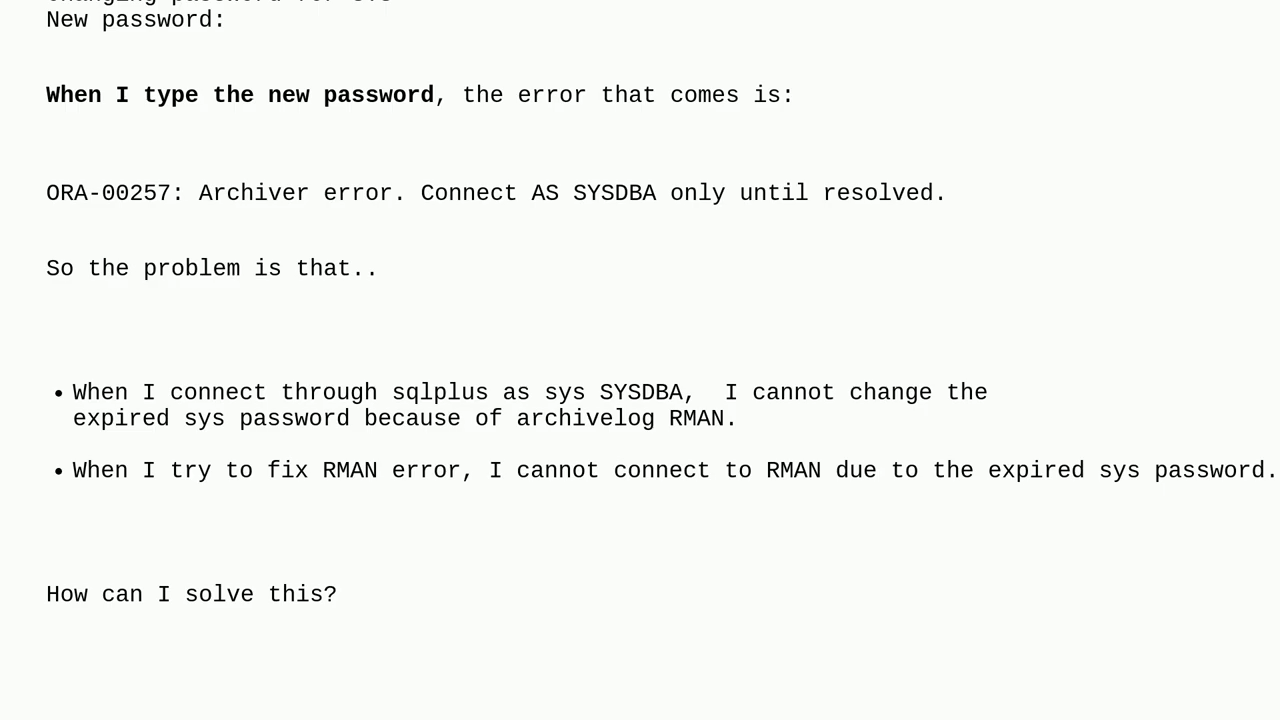 New password:
When I type the new password, the error that comes is:
ORA-00257: Archiver error. Connect AS SYSDBA only until resolved.
So the problem is that..
• When I connect through sqlplus as sys SYSDBA,  I cannot change the
expired sys password because of archivelog RMAN.
• When I try to fix RMAN error, I cannot connect to RMAN due to the expired sys password.
How can I solve this?